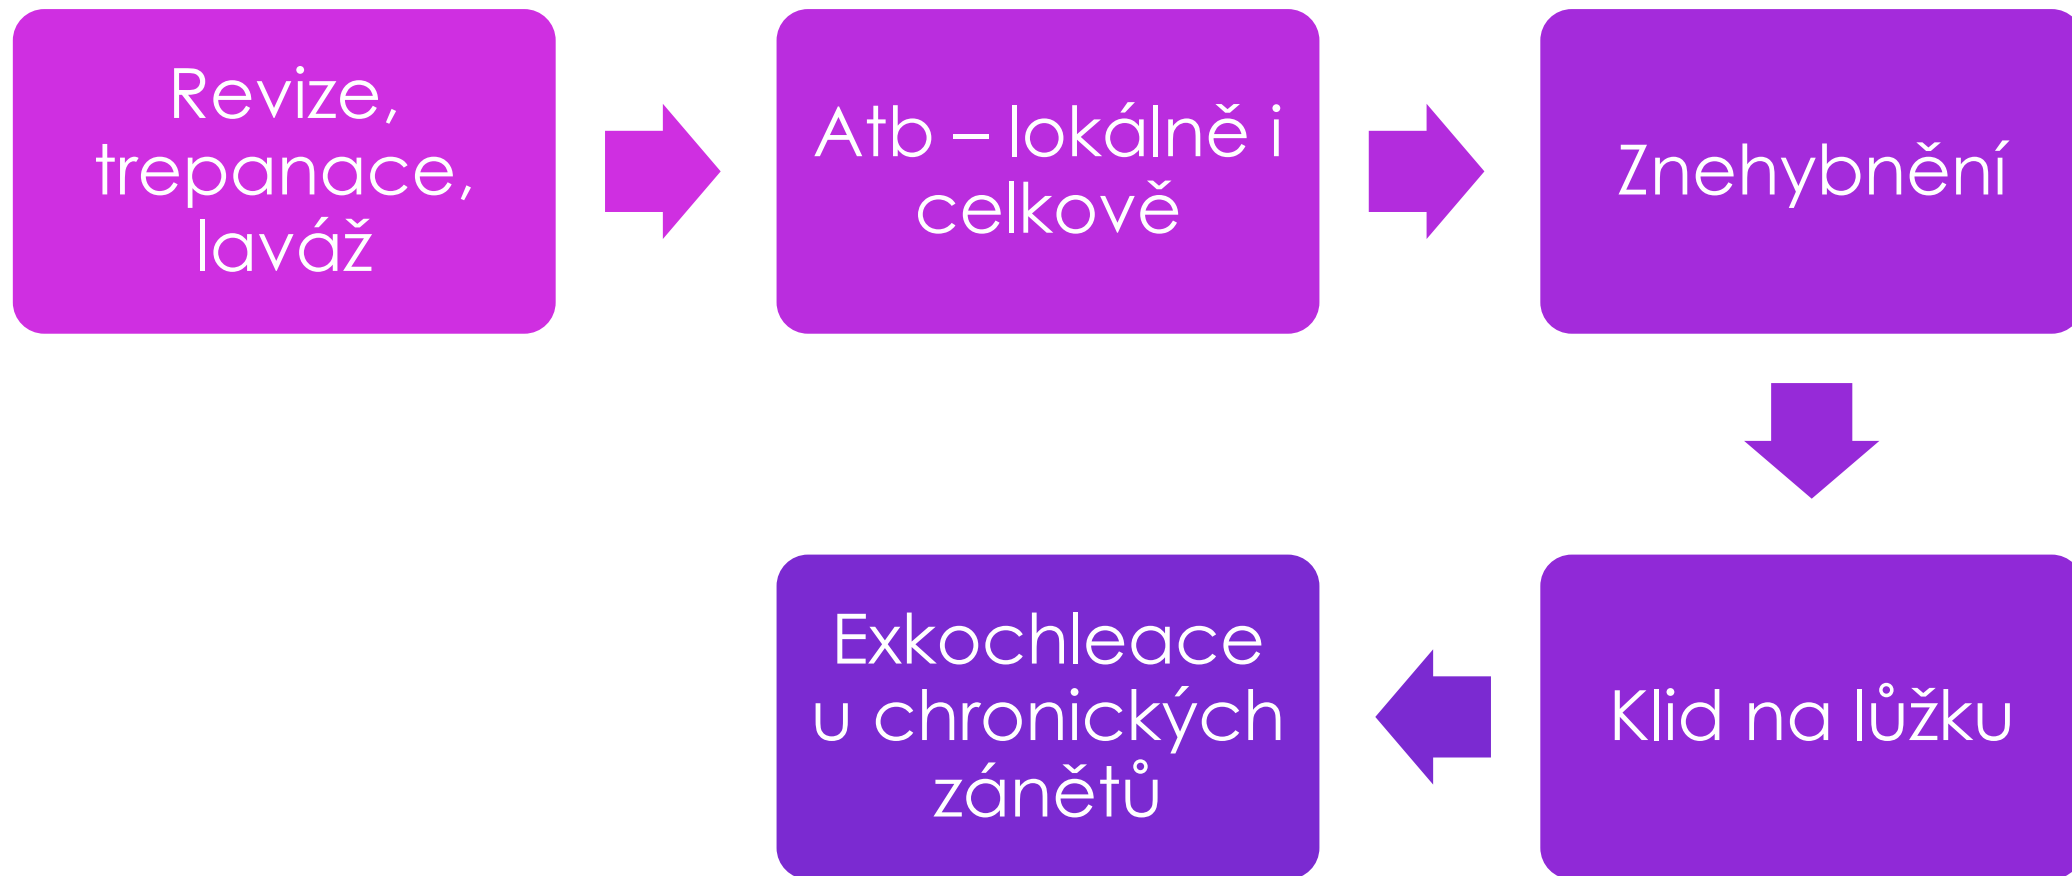 Revize,
trepanace,
laváž
Atb – lokálně i
celkově
Znehybnění
Klid na lůžku
Exkochleace
u chronických
zánětů